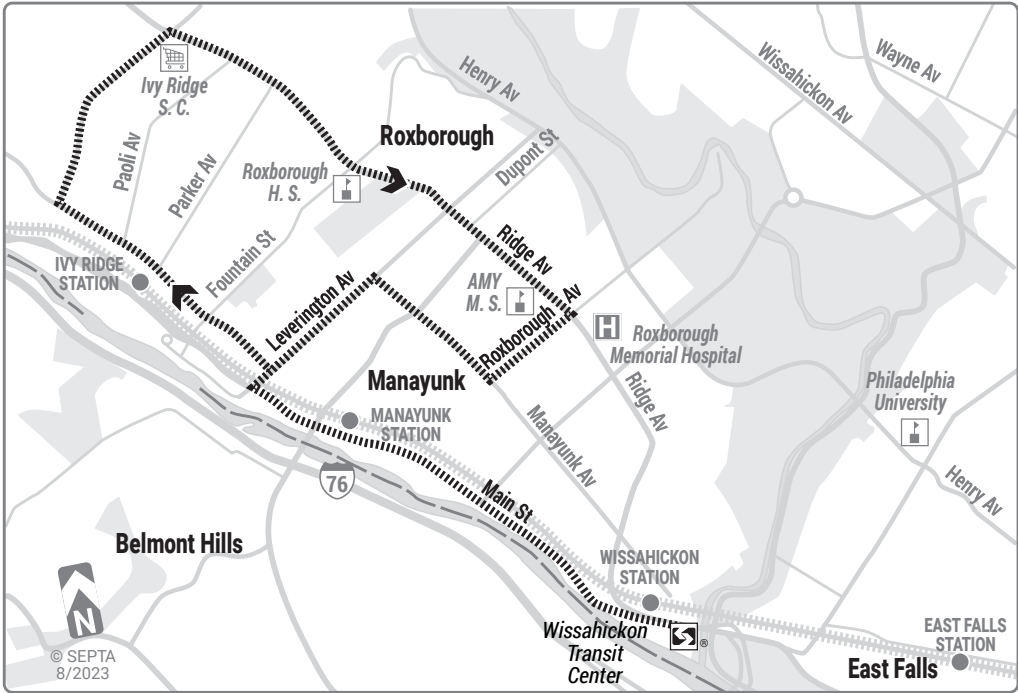 Wayne Av
Wissahickon Av
Henry Av
Ivy Ridge
S. C.
Roxborough
Dupont St
Paoli Av
Parker Av
Roxborough
H. S.
Fountain St
Ridge Av
IVY RIDGE
STATION
Leverington Av
AMY
M. S.
Roxborough Av
H
Roxborough
Memorial Hospital
Manayunk
MANAYUNK
STATION
Ridge Av
Philadelphia
University
Manayunk Av
76
Main St
Henry Av
Belmont Hills
WISSAHICKON
STATION
N
Wissahickon
Transit
Center
®
EAST FALLS
STATION
East Falls
© SEPTA
8/2023